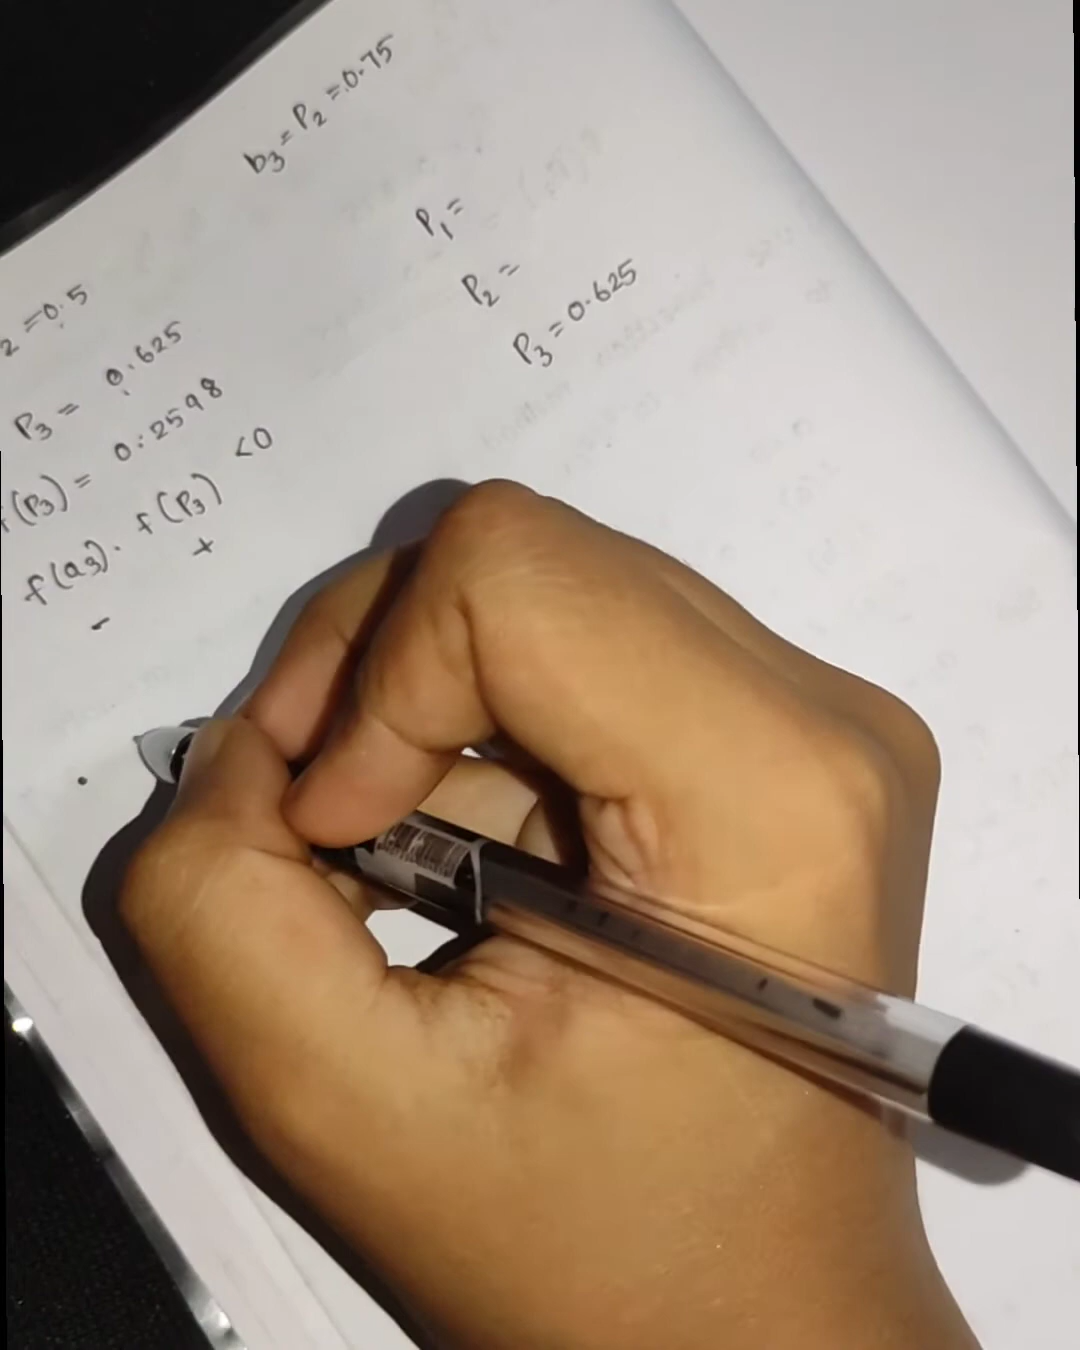 b3 = P2 = 0.75
2 = 0.5
P3 = 0.625
f(P3) = 0.2598
f(a3). f(P3) <0
- +
P1 =
P2 =
P3 = 0.625